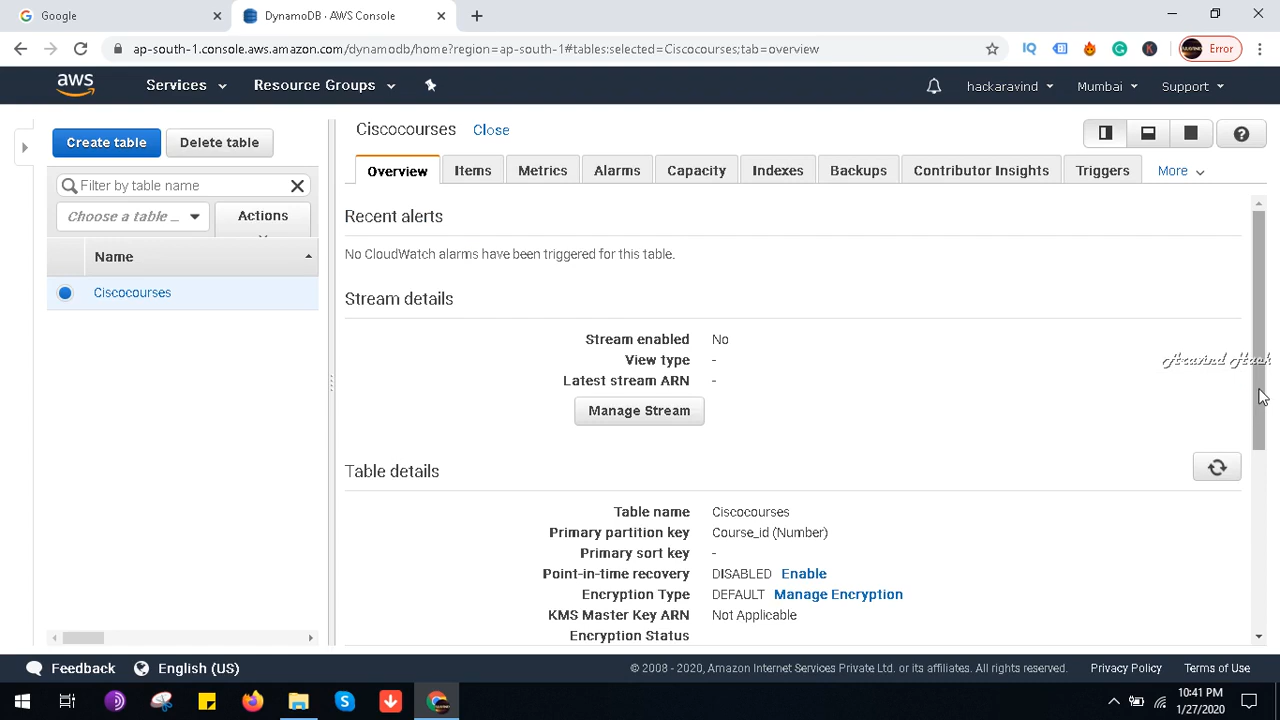 Google
DynamoDB · AWS Console
ap-south-1.console.aws.amazon.com/dynamodb/home?region=ap-south-1#tables:selected=Ciscocourses;tab=overview
IQ
K
Error
aws
Services
Resource Groups
hackaravind
Mumbai
Support
Create table
Delete table
Filter by table name
Choose a table ...
Actions
Name
Ciscocourses
Ciscocourses Close
Overview Items Metrics Alarms Capacity Indexes Backups Contributor Insights Triggers More
Recent alerts
No CloudWatch alarms have been triggered for this table.
Stream details
Stream enabled No
View type -
Latest stream ARN -
Manage Stream
Aravind Hack
Table details
Table name Ciscocourses
Primary partition key Course_id (Number)
Primary sort key -
Point-in-time recovery DISABLED Enable
Encryption Type DEFAULT Manage Encryption
KMS Master Key ARN Not Applicable
Encryption Status
Feedback English (US)
© 2008 - 2020, Amazon Internet Services Private Ltd. or its affiliates. All rights reserved. Privacy Policy Terms of Use
10:41 PM
1/27/2020